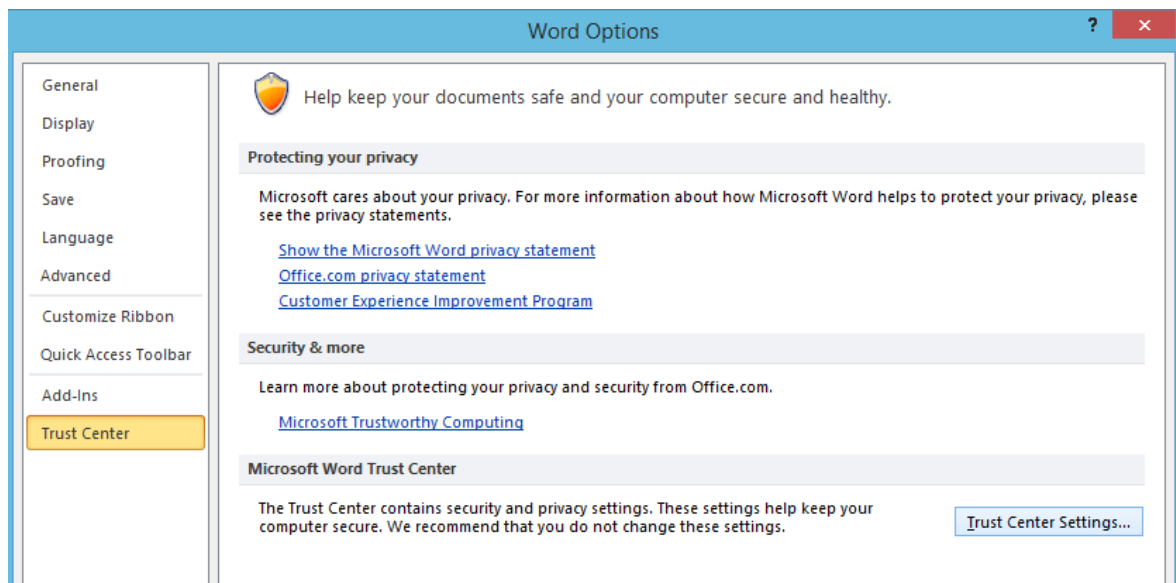 Word Options
?
General
Display
Proofing
Save
Language
Advanced
Customize Ribbon
Quick Access Toolbar
Add-Ins
Trust Center
Help keep your documents safe and your computer secure and healthy.
Protecting your privacy
Microsoft cares about your privacy. For more information about how Microsoft Word helps to protect your privacy, please
see the privacy statements.
Show the Microsoft Word privacy statement
Office.com privacy statement
Customer Experience Improvement Program
Security & more
Learn more about protecting your privacy and security from Office.com.
Microsoft Trustworthy Computing
Microsoft Word Trust Center
The Trust Center contains security and privacy settings. These settings help keep your
computer secure. We recommend that you do not change these settings.
Trust Center Settings...